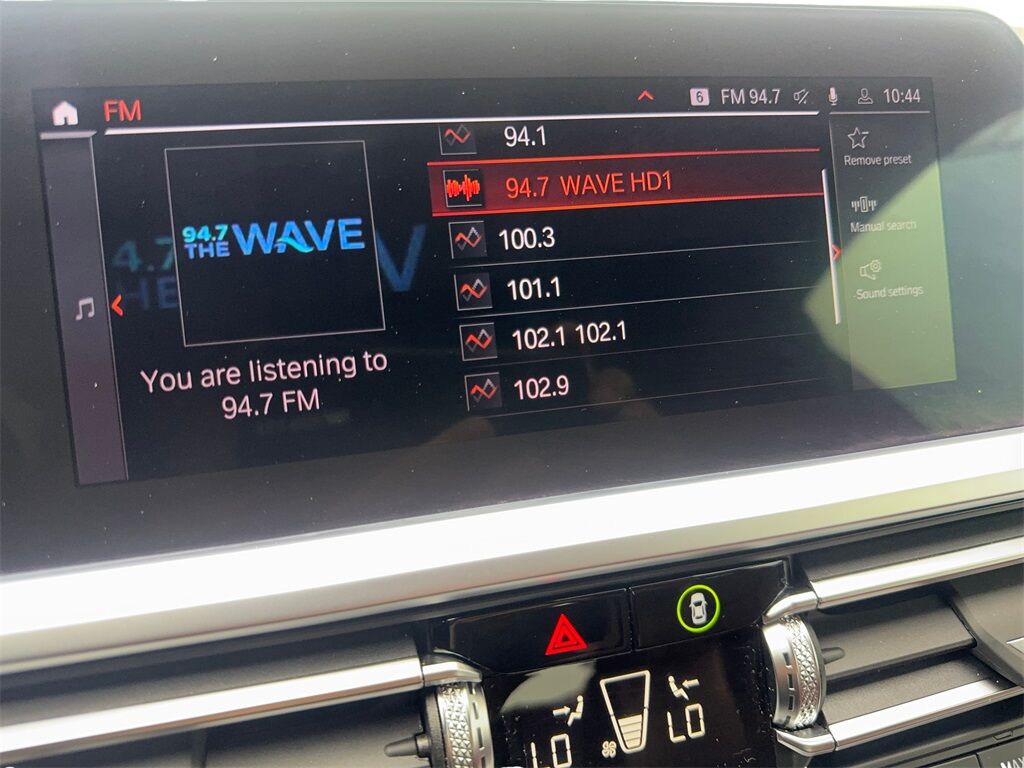 FM
6 FM 94.7 10:44
94.7
THE WAVE
You are listening to
94.7 FM
94.1
94.7 WAVE HD1
100.3
101.1
102.1 102.1
102.9
Remove preset
Manual search
Sound settings
LO
LO